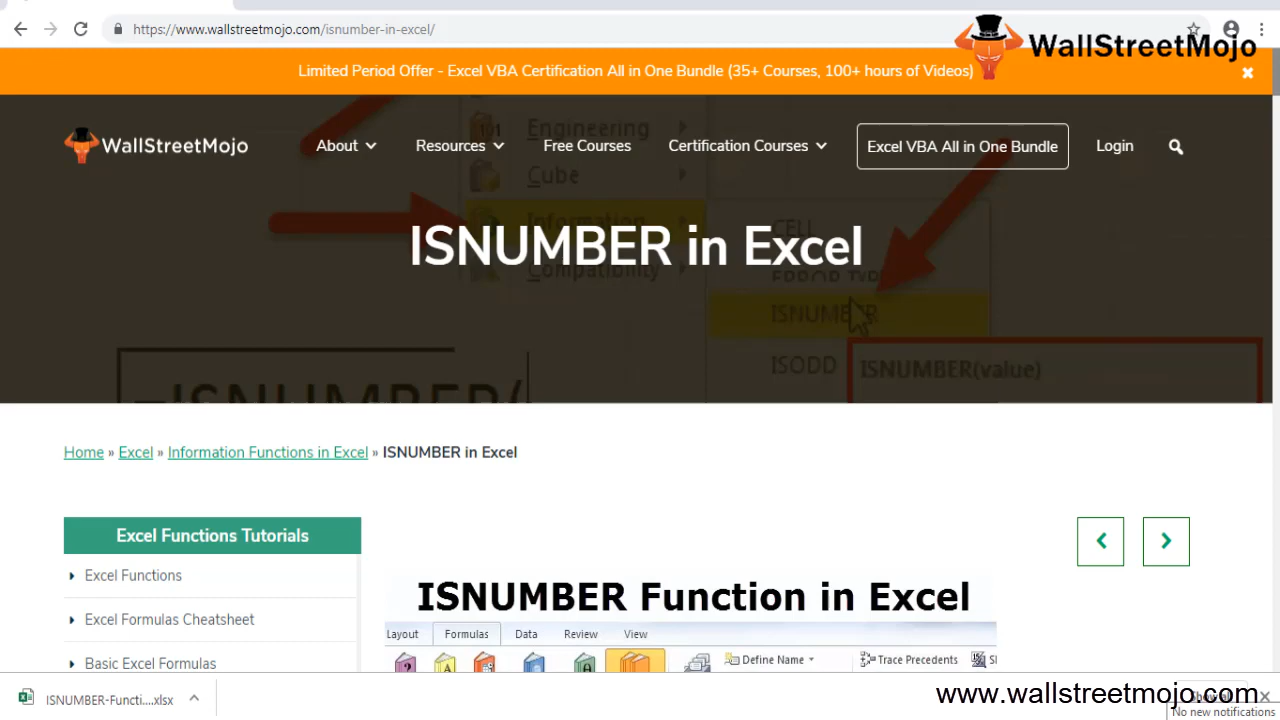 https://www.wallstreetmojo.com/isnumber-in-excel/
WallStreetMojo
Limited Period Offer - Excel VBA Certification All in One Bundle (35+ Courses, 100+ hours of Videos)
Engineering
WallStreetMojo
About
Resources
Free Courses
Certification Courses
Excel VBA All in One Bundle
Login
Cube
Information
CELL
ISNUMBER in Excel
Compatibility
ISNUMBER
ISODD
ISNUMBER(value)
=ISNUMBER(
Home » Excel » Information Functions in Excel » ISNUMBER in Excel
Excel Functions Tutorials
Excel Functions
Excel Formulas Cheatsheet
Basic Excel Formulas
ISNUMBER Function in Excel
Layout
Formulas
Data
Review
View
Define Name
Trace Precedents
ISNUMBER-Functi....xlsx
www.wallstreetmojo.com
No new notifications